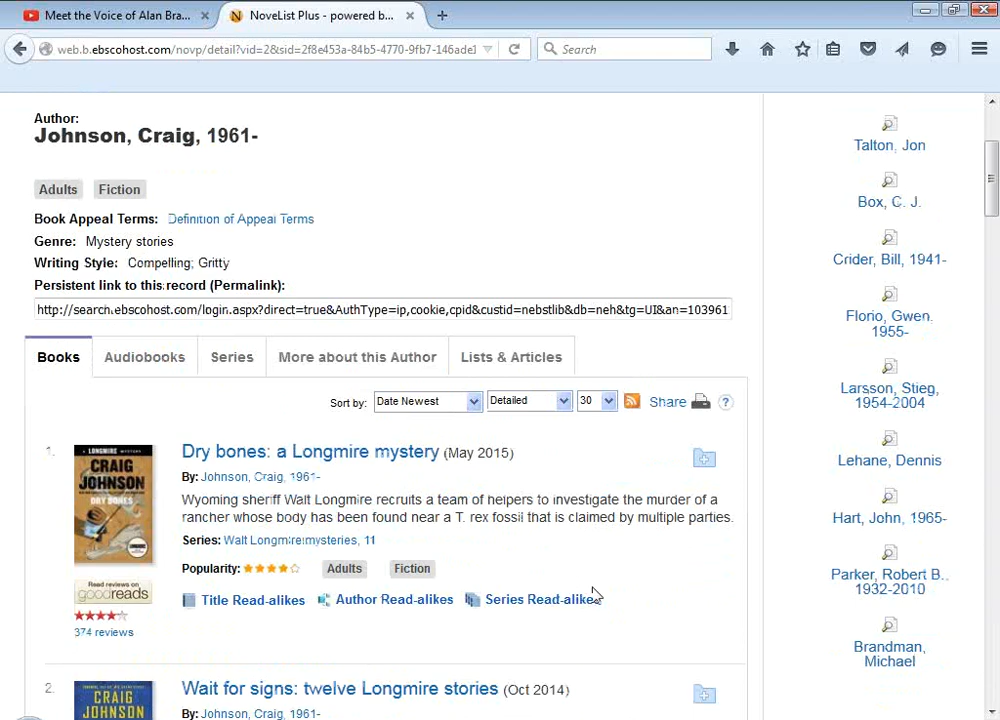 Meet the Voice of Alan Bra...
NoveList Plus - powered b...
web.b.ebscohost.com/novp/detail?vid=2&sid=2f8e453a-84b5-4770-9fb7-146ade1
Search
Author:
Johnson, Craig, 1961-
Adults Fiction
Book Appeal Terms: Definition of Appeal Terms
Genre: Mystery stories
Writing Style: Compelling; Gritty
Persistent link to this record (Permalink):
http://search.ebscohost.com/login.aspx?direct=true&AuthType=ip,cookie,cpid&custid=nebstlib&db=neh&tg=UI&an=103961
Books Audiobooks Series More about this Author Lists & Articles
Sort by: Date Newest Detailed 30 Share ?
1. Dry bones: a Longmire mystery (May 2015)
By: Johnson, Craig, 1961-
Wyoming sheriff Walt Longmire recruits a team of helpers to investigate the murder of a
rancher whose body has been found near a T. rex fossil that is claimed by multiple parties.
Series: Walt Longmire mysteries, 11
Popularity: Adults Fiction
Title Read-alikes Author Read-alikes Series Read-alikes
A LONGMIRE MYSTERY
CRAIG
JOHNSON
DRY BONES
Read reviews on
goodreads
374 reviews
2. Wait for signs: twelve Longmire stories (Oct 2014)
By: Johnson, Craig, 1961-
CRAIG
JOHNSON
Talton, Jon
Box, C. J.
Crider, Bill, 1941-
Florio, Gwen.
1955-
Larsson, Stieg,
1954-2004
Lehane, Dennis
Hart, John, 1965-
Parker, Robert B.,
1932-2010
Brandman,
Michael